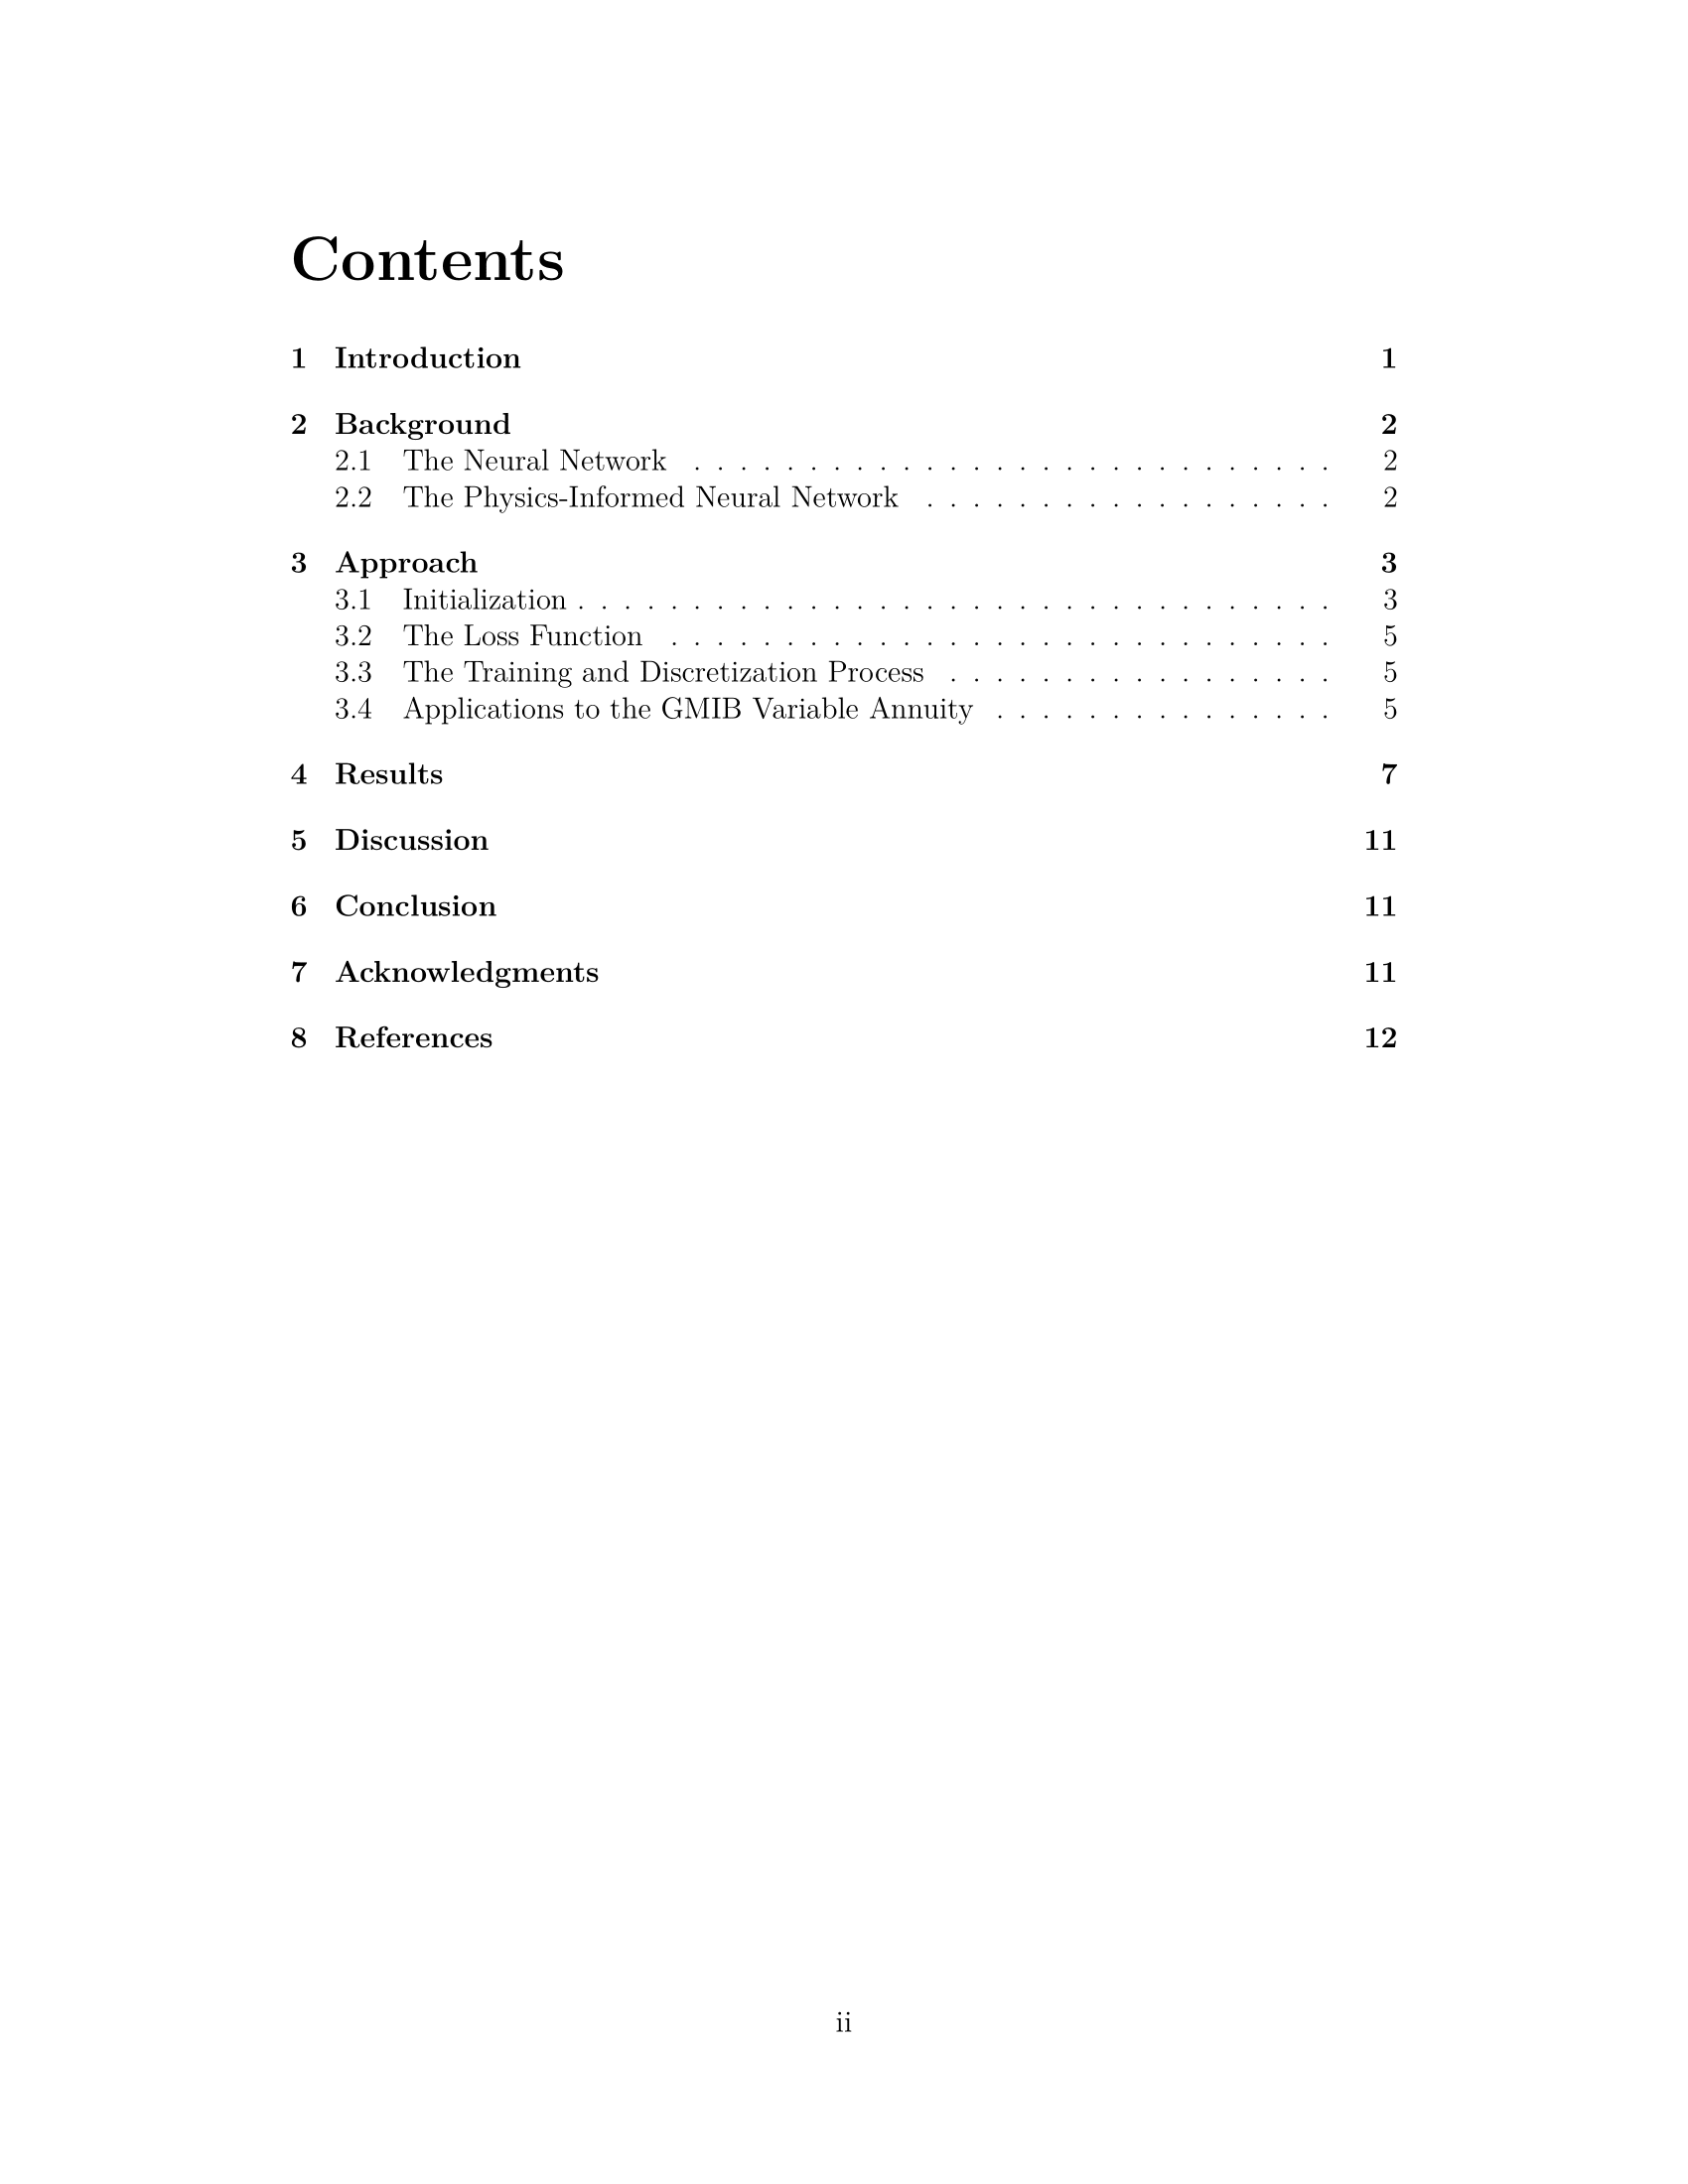 Contents
1 Introduction 1
2 Background 2
2.1 The Neural Network . . . . . . . . . . . . . . . . . . . . . . . . . . . . 2
2.2 The Physics-Informed Neural Network . . . . . . . . . . . . . . . . . . 2
3 Approach 3
3.1 Initialization . . . . . . . . . . . . . . . . . . . . . . . . . . . . . . . . . 3
3.2 The Loss Function . . . . . . . . . . . . . . . . . . . . . . . . . . . . . 5
3.3 The Training and Discretization Process . . . . . . . . . . . . . . . . . 5
3.4 Applications to the GMIB Variable Annuity . . . . . . . . . . . . . . . 5
4 Results 7
5 Discussion 11
6 Conclusion 11
7 Acknowledgments 11
8 References 12
ii